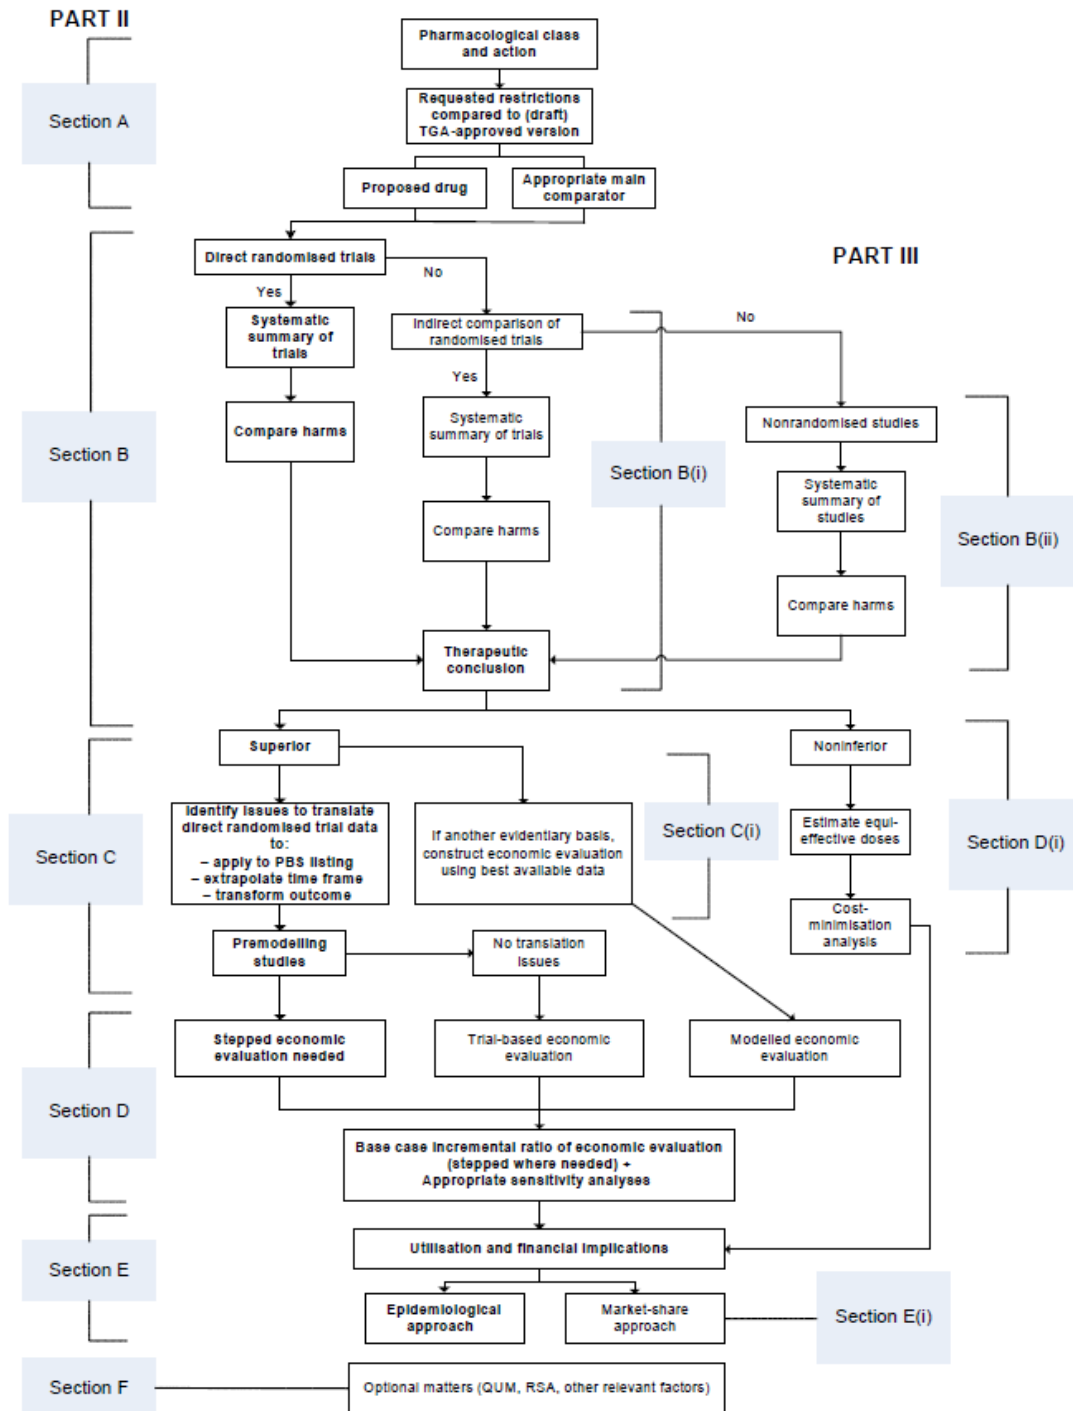 PART II
Pharmacological class
and action
Section A
Requested restrictions
compared to (draft)
TGA-approved version
Proposed drug
Appropriate main
comparator
Direct randomised trials
PART III
No
Yes
Systematic
summary of
trials
Indirect comparison of
randomised trials
No
Yes
Section B
Compare harms
Systematic
summary of trials
Nonrandomised studies
Section B(i)
Systematic
summary of
studies
Compare harms
Section B(ii)
Compare harms
Therapeutic
conclusion
Superior
Noninferior
Section C
Identify issues to translate
direct randomised trial data
to:
– apply to PBS listing
– extrapolate time frame
– transform outcome
If another evidentiary basis,
construct economic evaluation
using best available data
Section C(i)
Estimate equi-
effective doses
Section D(i)
Cost-
minimisation
analysis
Premodelling
studies
No translation
issues
Stepped economic
evaluation needed
Trial-based economic
evaluation
Modelled economic
evaluation
Section D
Base case incremental ratio of economic evaluation
(stepped where needed) +
Appropriate sensitivity analyses
Utilisation and financial implications
Section E
Epidemiological
approach
Market-share
approach
Section E(i)
Section F
Optional matters (QUM, RSA, other relevant factors)